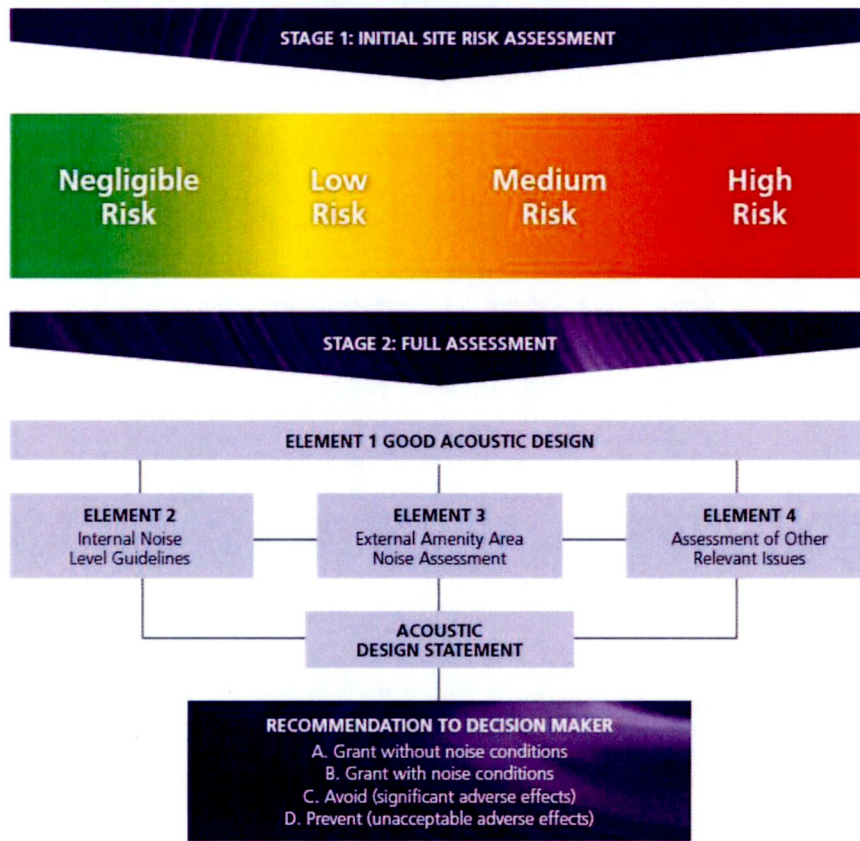 STAGE 1: INITIAL SITE RISK ASSESSMENT
Negligible
Risk
Low
Risk
Medium
Risk
High
Risk
STAGE 2: FULL ASSESSMENT
ELEMENT 1 GOOD ACOUSTIC DESIGN
ELEMENT 2
Internal Noise
Level Guidelines
ELEMENT 3
External Amenity Area
Noise Assessment
ELEMENT 4
Assessment of Other
Relevant Issues
ACOUSTIC
DESIGN STATEMENT
RECOMMENDATION TO DECISION MAKER
A. Grant without noise conditions
B. Grant with noise conditions
C. Avoid (significant adverse effects)
D. Prevent (unacceptable adverse effects)